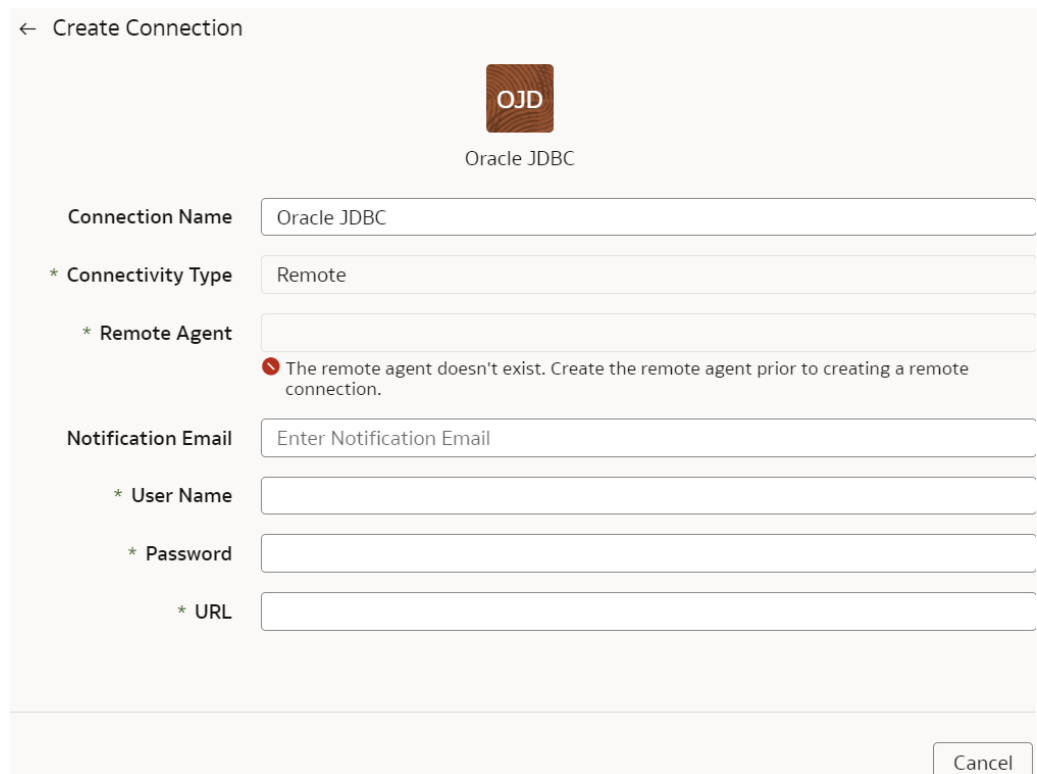 ← Create Connection
OJD
Oracle JDBC
Connection Name Oracle JDBC
* Connectivity Type Remote
* Remote Agent
The remote agent doesn't exist. Create the remote agent prior to creating a remote
connection.
Notification Email Enter Notification Email
* User Name
* Password
* URL
Cancel